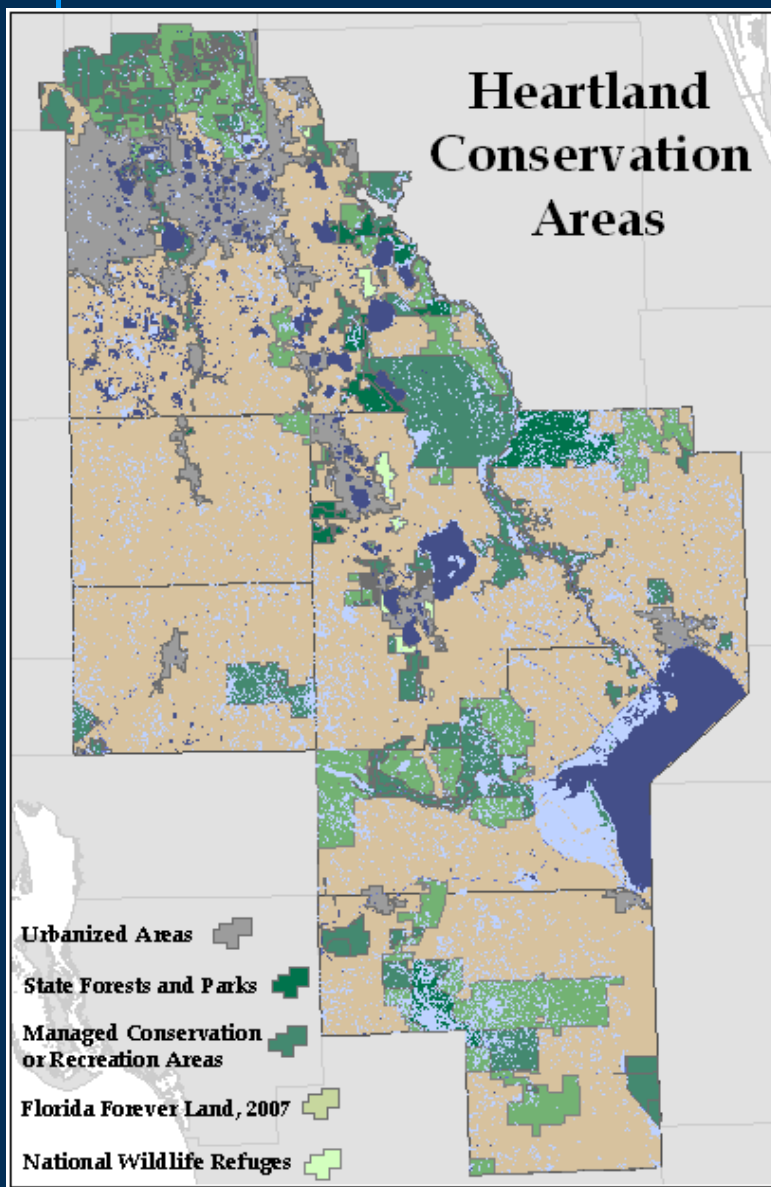 Heartland
Conservation
Areas
Urbanized Areas
State Forests and Parks
Managed Conservation
or Recreation Areas
Florida Forever Land, 2007
National Wildlife Refuges